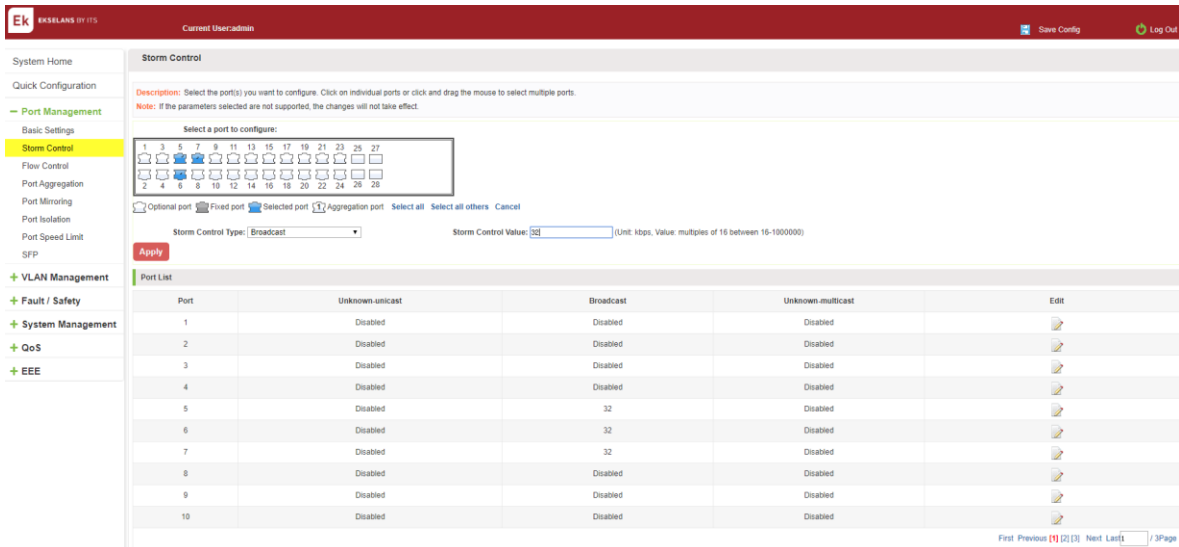 Ek EKSELANS BY ITS
Current User:admin
Save Config
Log Out
System Home
Quick Configuration
Port Management
Basic Settings
Storm Control
Flow Control
Port Aggregation
Port Mirroring
Port Isolation
Port Speed Limit
SFP
VLAN Management
Fault / Safety
System Management
QoS
EEE
Storm Control
Description: Select the port(s) you want to configure. Click on individual ports or click and drag the mouse to select multiple ports.
Note: If the parameters selected are not supported, the changes will not take effect.
Select a port to configure:
1 3 5 7 9 11 13 15 17 19 21 23 25 27
2 4 6 8 10 12 14 16 18 20 22 24 26 28
Optional port Fixed port Selected port 1 Aggregation port Select all Select all others Cancel
Storm Control Type: Broadcast Storm Control Value: 32 (Unit: kbps, Value: multiples of 16 between 16-1000000)
Apply
Port List
Port Unknown-unicast Broadcast Unknown-multicast Edit
1 Disabled Disabled Disabled
2 Disabled Disabled Disabled
3 Disabled Disabled Disabled
4 Disabled Disabled Disabled
5 Disabled 32 Disabled
6 Disabled 32 Disabled
7 Disabled 32 Disabled
8 Disabled Disabled Disabled
9 Disabled Disabled Disabled
10 Disabled Disabled Disabled
First Previous [1] [2] [3] Next Last 1 / 3Page